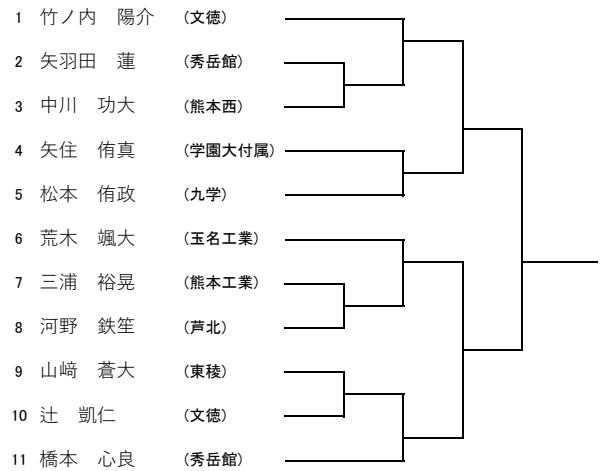 1 竹ノ内 陽介 (文徳)
2 矢羽田 蓮 (秀岳館)
3 中川 功大 (熊本西)
4 矢住 侑真 (学園大付属)
5 松本 侑政 (九学)
6 荒木 颯大 (玉名工業)
7 三浦 裕晃 (熊本工業)
8 河野 鉄笙 (芦北)
9 山﨑 蒼大 (東稜)
10 辻 凱仁 (文徳)
11 橋本 心良 (秀岳館)